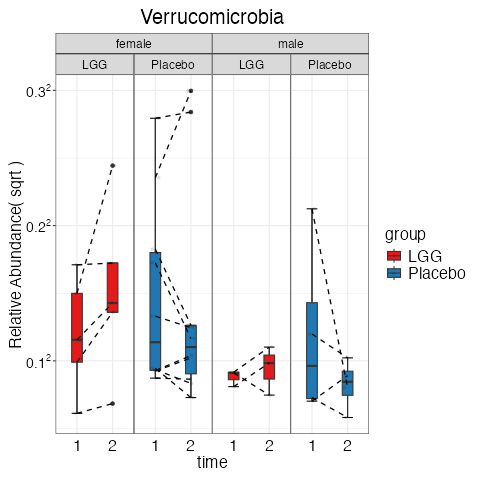 Verrucomicrobia
female male
LGG Placebo LGG Placebo
Relative Abundance( sqrt )
0.3²
0.2²
0.1²
1 2 1 2 1 2 1 2
time
group
LGG
Placebo